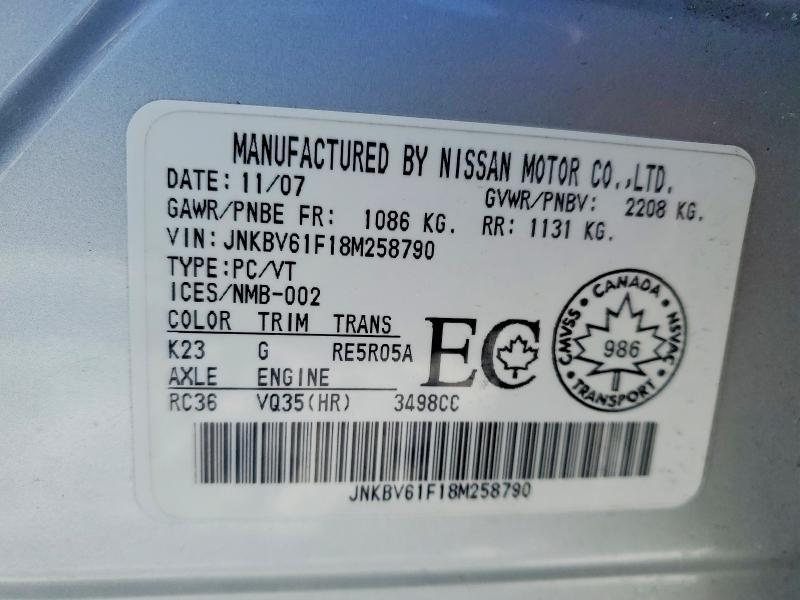 MANUFACTURED BY NISSAN MOTOR CO.,LTD.
DATE: 11/07 GVWR/PNBV: 2208 KG.
GAWR/PNBE FR: 1086 KG. RR: 1131 KG.
VIN: JNKBV61F18M258790
TYPE: PC/VT
ICES/NMB-002
COLOR TRIM TRANS
K23 G RE5R05A
AXLE ENGINE
RC36 VQ35(HR) 3498CC
EC
CANADA
CMVSS 986 NSVAC
TRANSPORT
JNKBV61F18M258790